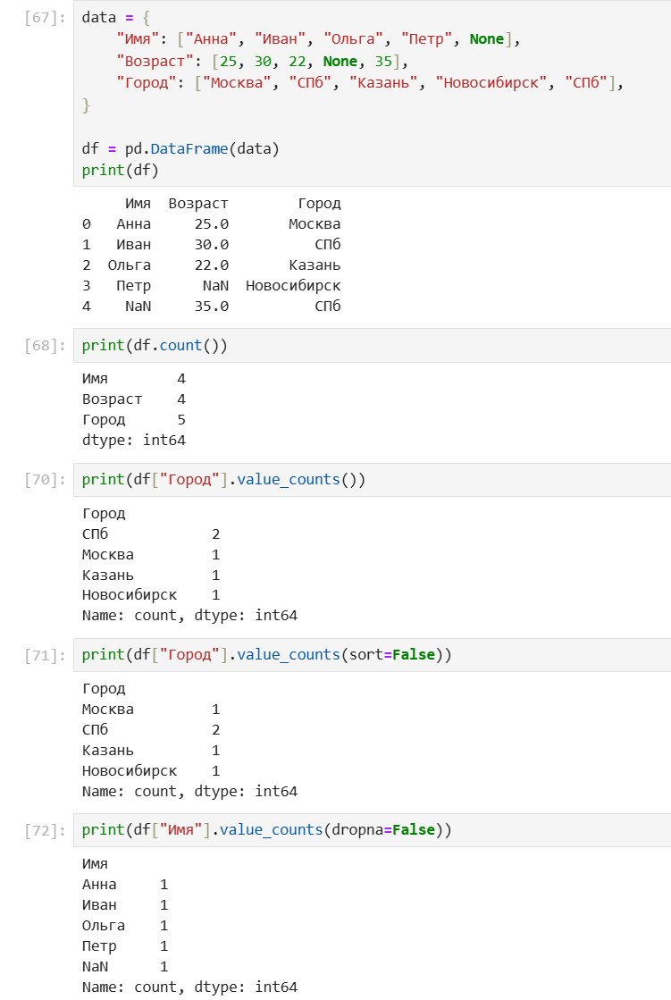 [67]: data = {
    "Имя": ["Анна", "Иван", "Ольга", "Петр", None],
    "Возраст": [25, 30, 22, None, 35],
    "Город": ["Москва", "СПб", "Казань", "Новосибирск", "СПб"],
}
df = pd.DataFrame(data)
print(df)
     Имя  Возраст        Город
0   Анна     25.0       Москва
1   Иван     30.0          СПб
2  Ольга     22.0       Казань
3   Петр      NaN  Новосибирск
4    NaN     35.0          СПб
[68]: print(df.count())
Имя        4
Возраст    4
Город      5
dtype: int64
[70]: print(df["Город"].value_counts())
Город
СПб            2
Москва         1
Казань         1
Новосибирск    1
Name: count, dtype: int64
[71]: print(df["Город"].value_counts(sort=False))
Город
Москва         1
СПб            2
Казань         1
Новосибирск    1
Name: count, dtype: int64
[72]: print(df["Имя"].value_counts(dropna=False))
Имя
Анна     1
Иван     1
Ольга    1
Петр     1
NaN      1
Name: count, dtype: int64